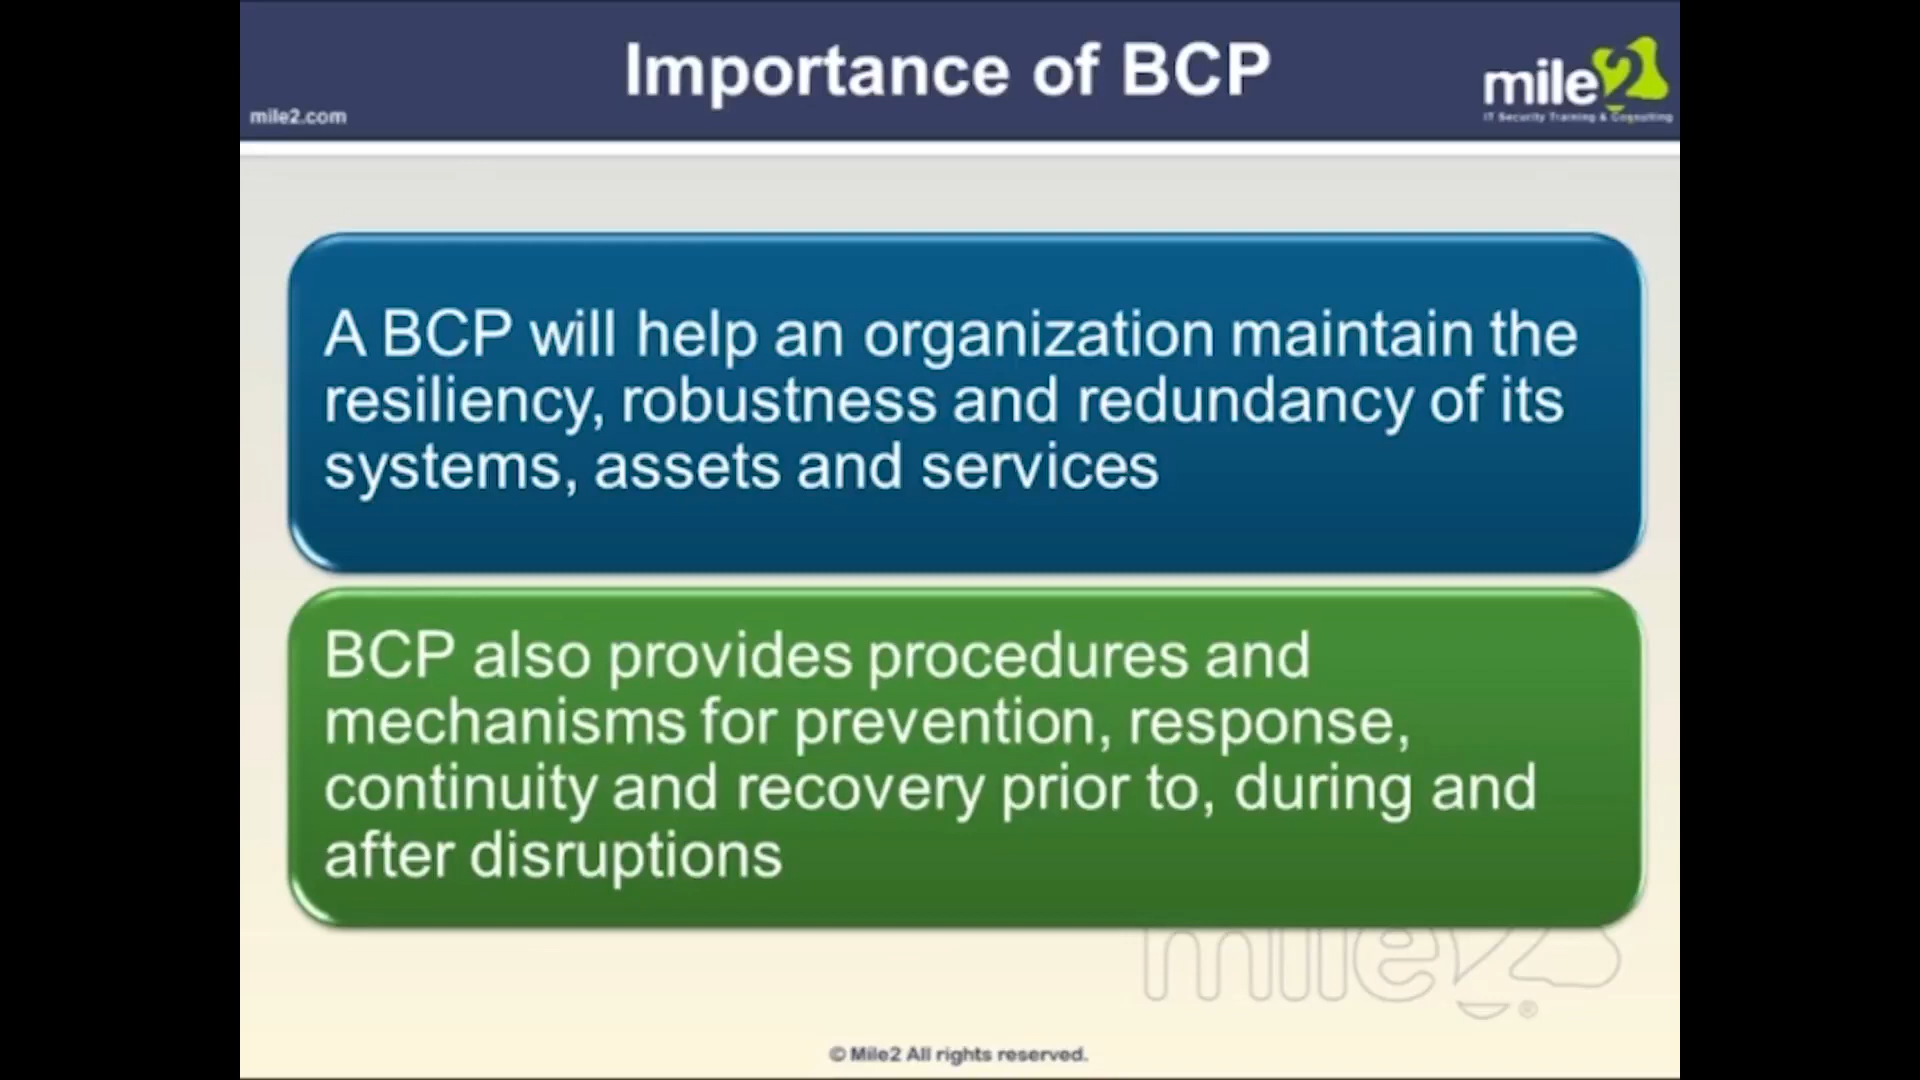 Importance of BCP
mile2
IT Security Training & Consulting
mile2.com
A BCP will help an organization maintain the
resiliency, robustness and redundancy of its
systems, assets and services
BCP also provides procedures and
mechanisms for prevention, response,
continuity and recovery prior to, during and
after disruptions
mile2®
© Mile2 All rights reserved.